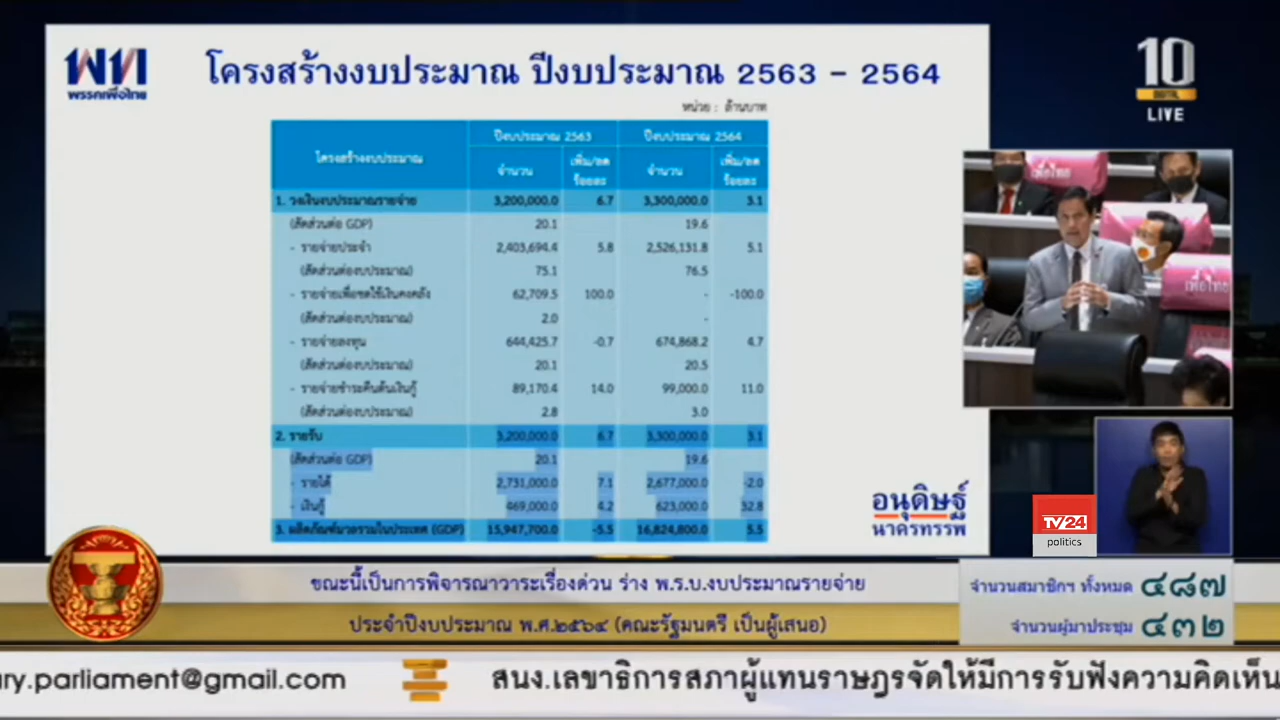 พท
พรรคเพื่อไทย
โครงสร้างงบประมาณ ปีงบประมาณ 2563 - 2564
หน่วย : ล้านบาท
โครงสร้างงบประมาณ ปีงบประมาณ 2563 ปีงบประมาณ 2564
จำนวน เพิ่ม/ลด ร้อยละ จำนวน เพิ่ม/ลด ร้อยละ
1. วงเงินงบประมาณรายจ่าย 3,200,000.0 6.7 3,300,000.0 3.1
(สัดส่วนต่อ GDP) 20.1 19.6
- รายจ่ายประจำ 2,403,694.4 5.8 2,526,131.8 5.1
(สัดส่วนต่องบประมาณ) 75.1 76.5
- รายจ่ายเพื่อชดใช้เงินคงคลัง 62,709.5 100.0 - -100.0
(สัดส่วนต่องบประมาณ) 2.0 -
- รายจ่ายลงทุน 644,425.7 -0.7 674,868.2 4.7
(สัดส่วนต่องบประมาณ) 20.1 20.5
- รายจ่ายชำระคืนต้นเงินกู้ 89,170.4 14.0 99,000.0 11.0
(สัดส่วนต่องบประมาณ) 2.8 3.0
2. รายรับ 3,200,000.0 6.7 3,300,000.0 3.1
(สัดส่วนต่อ GDP) 20.1 19.6
- รายได้ 2,731,000.0 7.1 2,677,000.0 -2.0
- เงินกู้ 469,000.0 4.2 623,000.0 32.8
3. ผลิตภัณฑ์มวลรวมในประเทศ (GDP) 15,947,700.0 -5.5 16,824,800.0 5.5
อนุดิษฐ์
นาครทรรพ
10
DIGITAL
LIVE
เพื่อไทย
เพื่อไทย
TV24
politics
ขณะนี้เป็นการพิจารณาวาระเรื่องด่วน ร่าง พ.ร.บ.งบประมาณรายจ่าย
ประจำปีงบประมาณ พ.ศ.๒๕๖๔ (คณะรัฐมนตรี เป็นผู้เสนอ)
จำนวนสมาชิกฯ ทั้งหมด ๔๘๗
จำนวนผู้มาประชุม ๔๓๒
ry.parliament@gmail.com สนง.เลขาธิการสภาผู้แทนราษฎรจัดให้มีการรับฟังความคิดเห็น